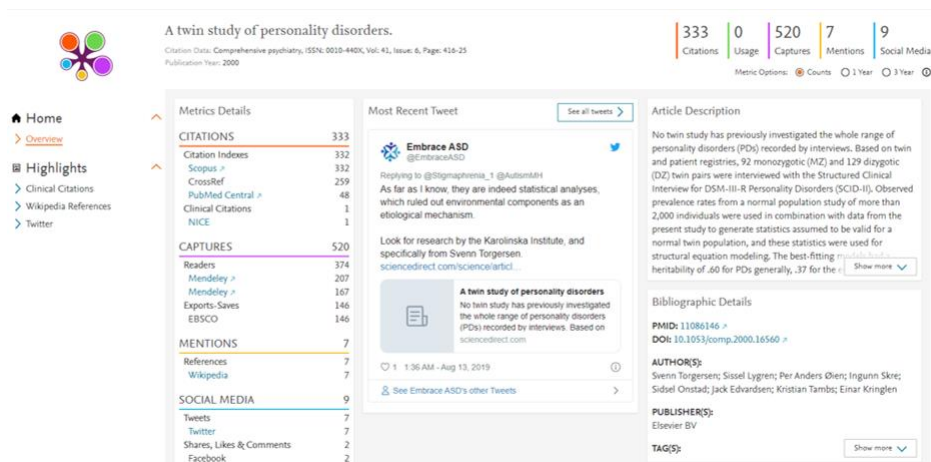 A twin study of personality disorders.
Citation Data: Comprehensive psychiatry, ISSN: 0010-440X, Vol: 41, Issue: 6, Page: 416-25
Publication Year: 2000
333
Citations
0
Usage
520
Captures
7
Mentions
9
Social Media
Metric Options: Counts 1 Year 3 Year
Home
Overview
Highlights
Clinical Citations
Wikipedia References
Twitter
Metrics Details
CITATIONS 333
Citation Indexes 332
Scopus 332
CrossRef 259
PubMed Central 48
Clinical Citations 1
NICE 1
CAPTURES 520
Readers 374
Mendeley 207
Mendeley 167
Exports-Saves 146
EBSCO 146
MENTIONS 7
References 7
Wikipedia 7
SOCIAL MEDIA 9
Tweets 7
Twitter 7
Shares, Likes & Comments 2
Facebook 2
Most Recent Tweet
See all tweets
Embrace ASD
@EmbraceASD
Replying to @Stigmaphrenia_1 @AutismMH
As far as I know, they are indeed statistical analyses,
which ruled out environmental components as an
etiological mechanism.
Look for research by the Karolinska Institute, and
specifically from Svenn Torgersen.
sciencedirect.com/science/articl...
A twin study of personality disorders
No twin study has previously investigated
the whole range of personality disorders
(PDs) recorded by interviews. Based on
sciencedirect.com
1 1:36 AM - Aug 13, 2019
See Embrace ASD's other Tweets
Article Description
No twin study has previously investigated the whole range of
personality disorders (PDs) recorded by interviews. Based on twin
and patient registries, 92 monozygotic (MZ) and 129 dizygotic
(DZ) twin pairs were interviewed with the Structured Clinical
Interview for DSM-III-R Personality Disorders (SCID-II). Observed
prevalence rates from a normal population study of more than
2,000 individuals were used in combination with data from the
present study to generate statistics assumed to be valid for a
normal twin population, and these statistics were used for
structural equation modeling. The best-fitting
heritability of .60 for PDs generally, .37 for the
Show more
Bibliographic Details
PMID: 11086146
DOI: 10.1053/comp.2000.16560
AUTHOR(S):
Svenn Torgersen; Sissel Lygren; Per Anders Øien; Ingunn Skre;
Sidsel Onstad; Jack Edvardsen; Kristian Tambs; Einar Kringlen
PUBLISHER(S):
Elsevier BV
TAG(S):
Show more